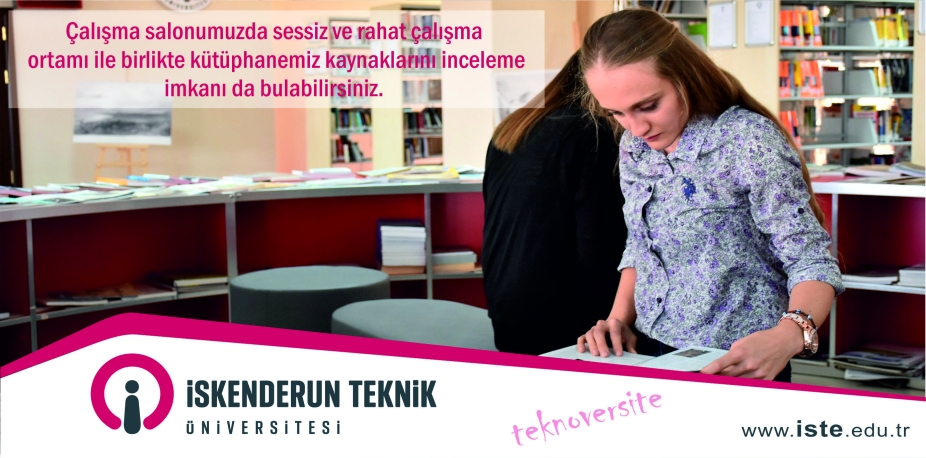 Çalışma salonumuzda sessiz ve rahat çalışma
ortamı ile birlikte kütüphanemiz kaynaklarını inceleme
imkanı da bulabilirsiniz.
İSKENDERUN TEKNİK
ÜNİVERSİTESİ
teknoversite
www.iste.edu.tr